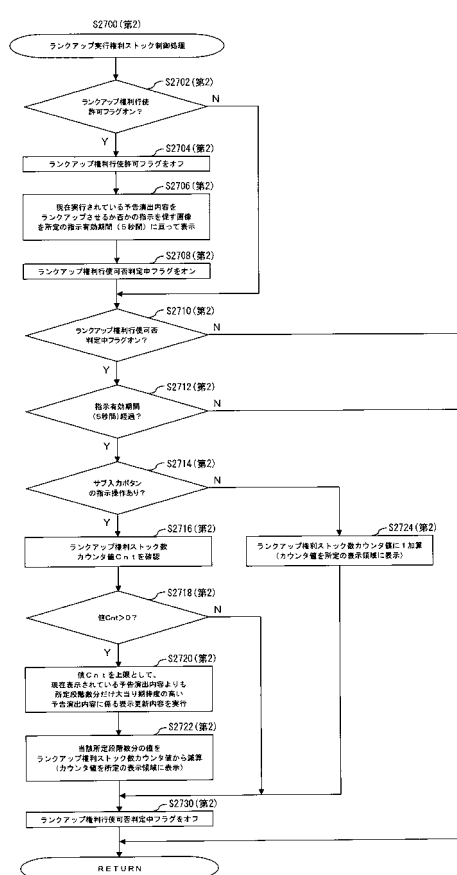 S2700(第2)
ランクアップ実行権利ストック制御処理
S2702(第2)
ランクアップ権利行使
許可フラグオン?
N
Y
S2704(第2)
ランクアップ権利行使許可フラグをオフ
S2706(第2)
現在実行されている予告演出内容を
ランクアップさせるか否かの指示を促す画像
を所定の指示有効期間(5秒間)に亘って表示
S2708(第2)
ランクアップ権利行使可否判定中フラグをオン
S2710(第2)
ランクアップ権利行使可否
判定中フラグオン?
N
Y
S2712(第2)
指示有効期間
(5秒間)経過?
N
Y
S2714(第2)
サブ入力ボタン
の指示操作あり?
N
Y
S2716(第2)
ランクアップ権利ストック数
カウンタ値Cntを確認
S2724(第2)
ランクアップ権利ストック数カウンタ値に1加算
(カウンタ値を所定の表示領域に表示)
S2718(第2)
値Cnt>0?
N
Y
S2720(第2)
値Cntを上限として、
現在表示されている予告演出内容よりも
所定段階数分だけ大当り期待度の高い
予告演出内容に係る表示更新内容を実行
S2722(第2)
当該所定段階数分の値を
ランクアップ権利ストック数カウンタ値から減算
(カウンタ値を所定の表示領域に表示)
S2730(第2)
ランクアップ権利行使可否判定中フラグをオフ
RETURN